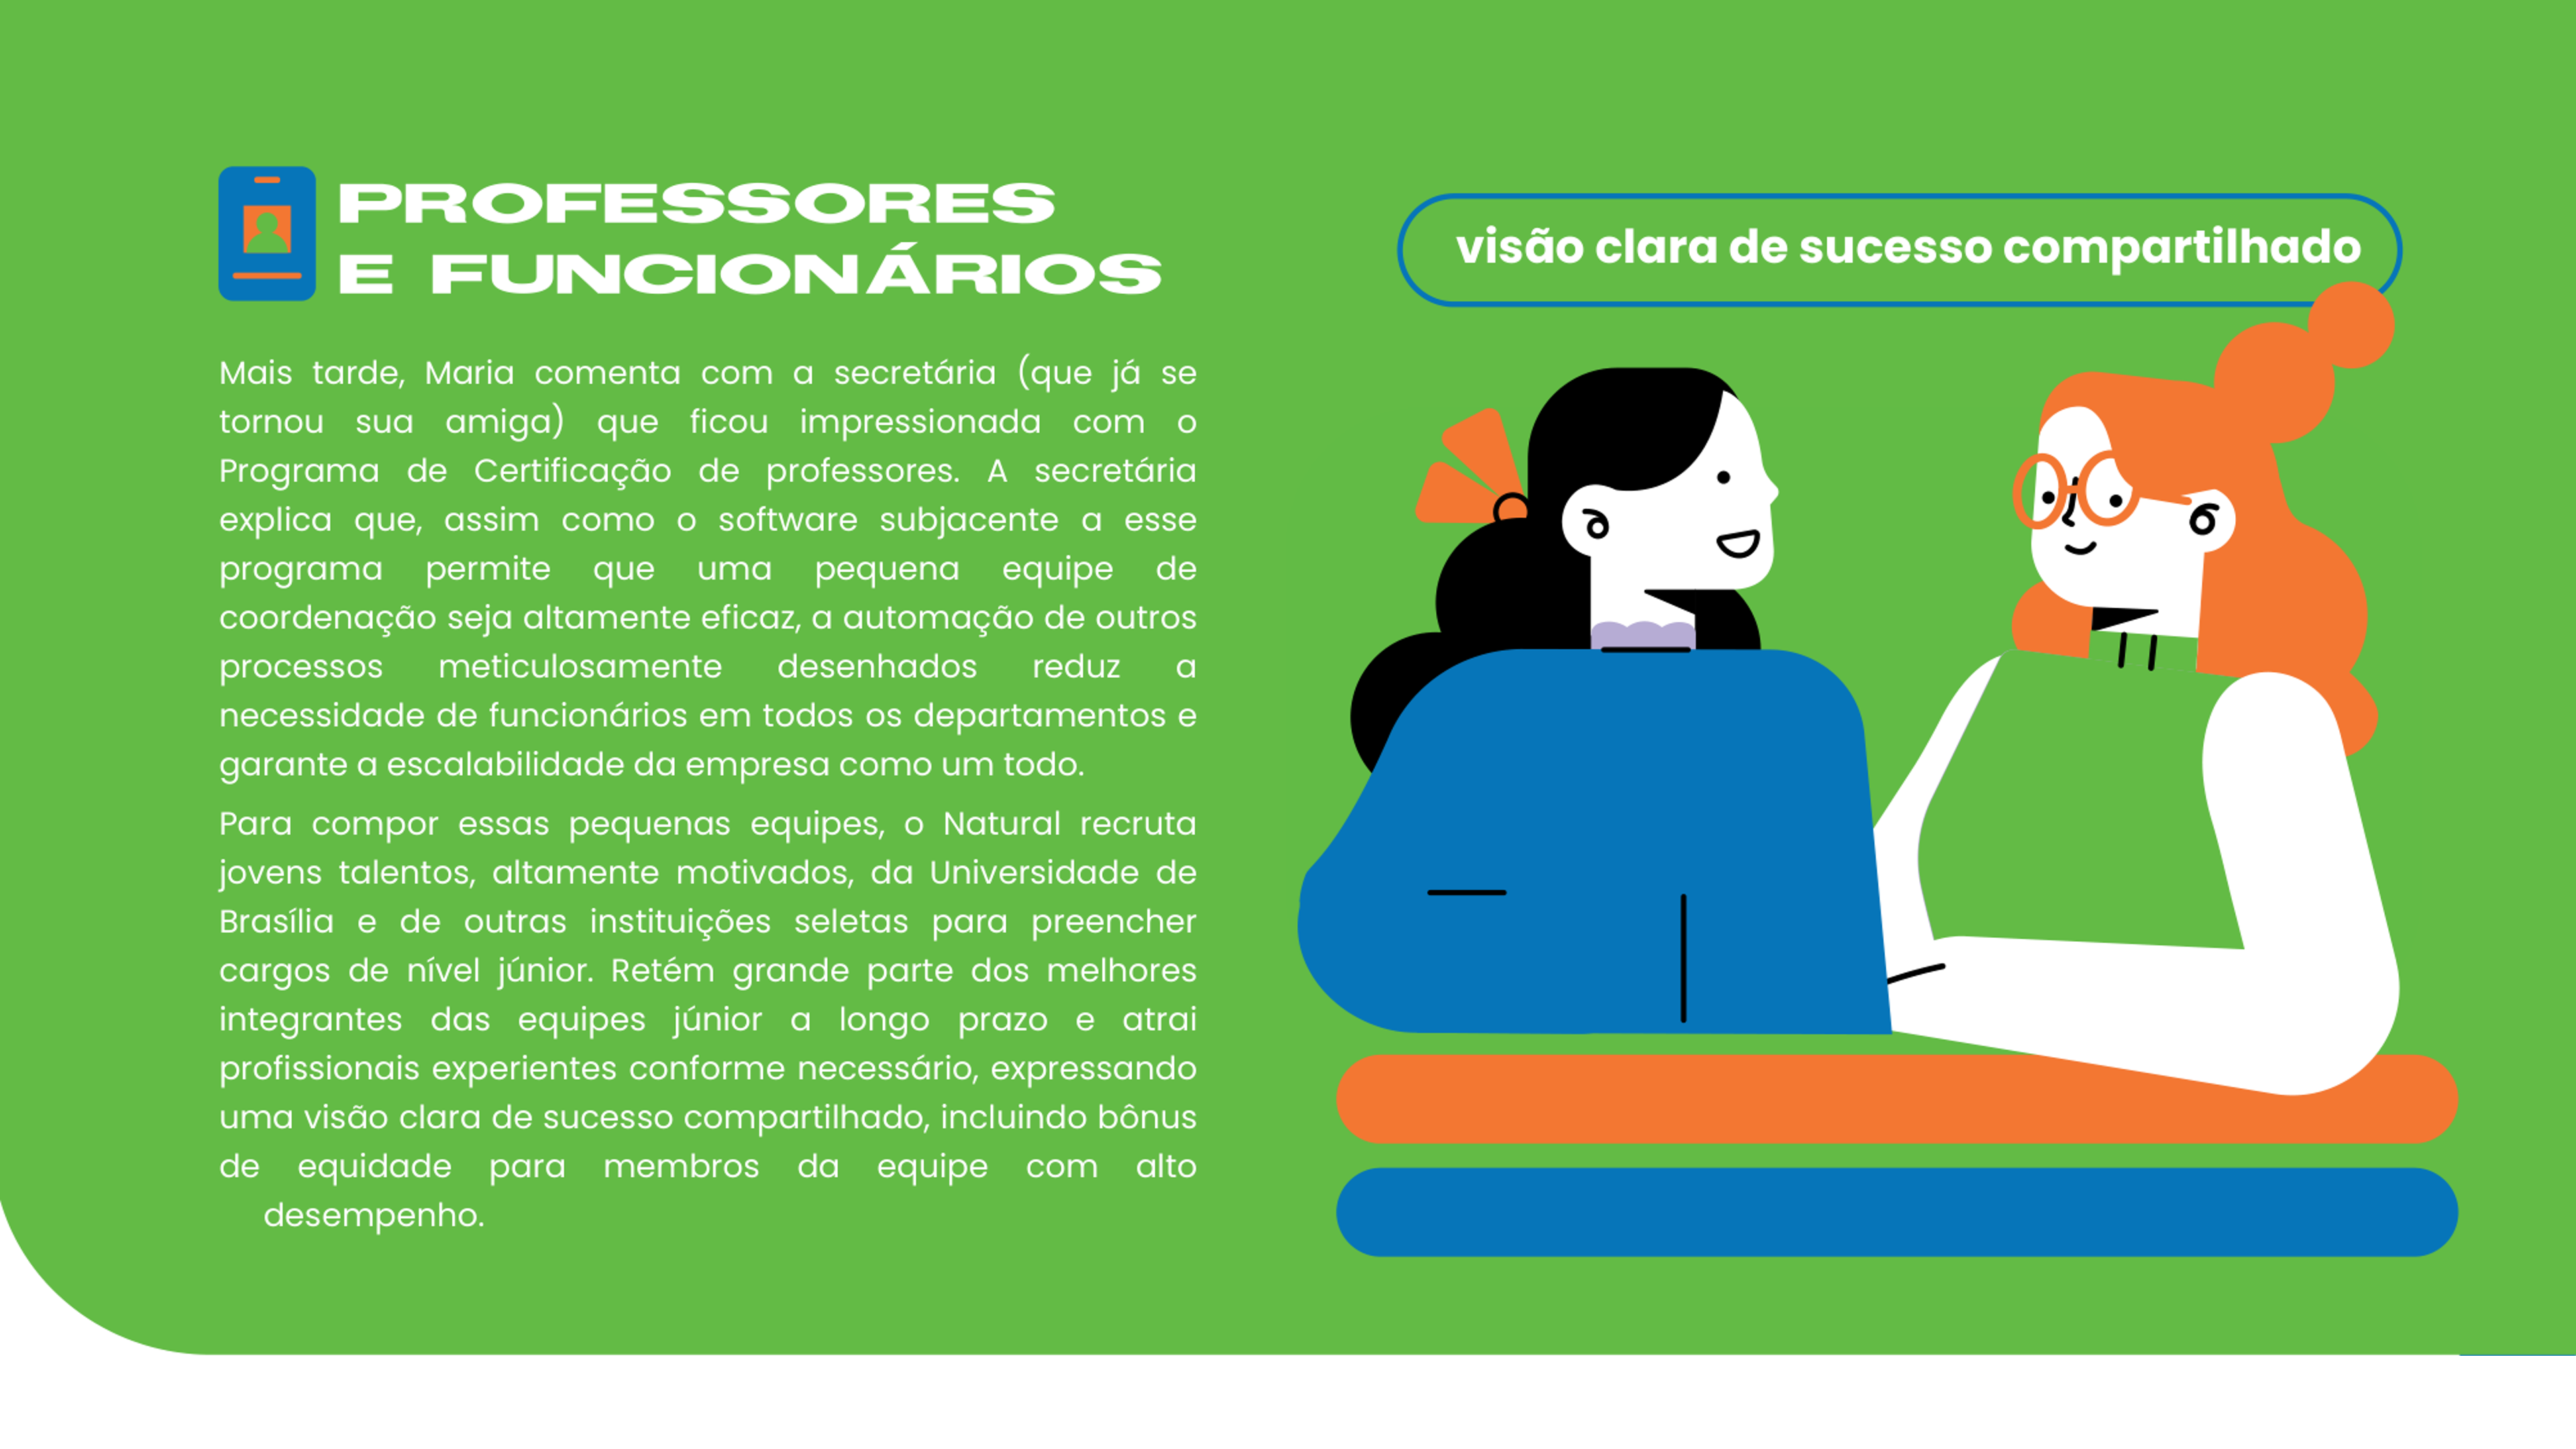 PROFESSORES
E FUNCIONÁRIOS
Mais tarde, Maria comenta com a secretária (que já se
tornou sua amiga) que ficou impressionada com o
Programa de Certificação de professores. A secretária
explica que, assim como o software subjacente a esse
programa permite que uma pequena equipe de
coordenação seja altamente eficaz, a automação de outros
processos meticulosamente desenhados reduz a
necessidade de funcionários em todos os departamentos e
garante a escalabilidade da empresa como um todo.
Para compor essas pequenas equipes, o Natural recruta
jovens talentos, altamente motivados, da Universidade de
Brasília e de outras instituições seletas para preencher
cargos de nível júnior. Retém grande parte dos melhores
integrantes das equipes júnior a longo prazo e atrai
profissionais experientes conforme necessário, expressando
uma visão clara de sucesso compartilhado, incluindo bônus
de equidade para membros da equipe com alto
desempenho.
visão clara de sucesso compartilhado